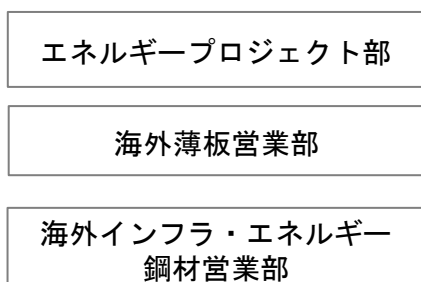 エネルギープロジェクト部
海外薄板営業部
海外インフラ・エネルギー
鋼材営業部